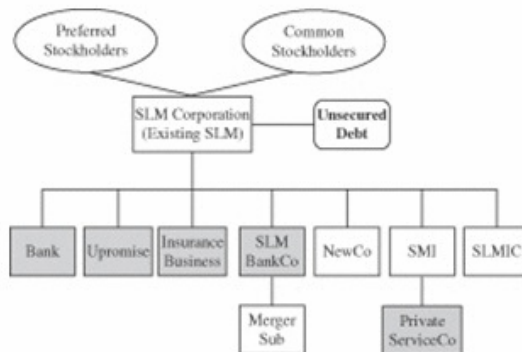 Preferred
Stockholders
Common
Stockholders
SLM Corporation
(Existing SLM)
Unsecured
Debt
Bank
Upromise
Insurance
Business
SLM
BankCo
NewCo
SMI
SLMIC
Merger
Sub
Private
ServiceCo